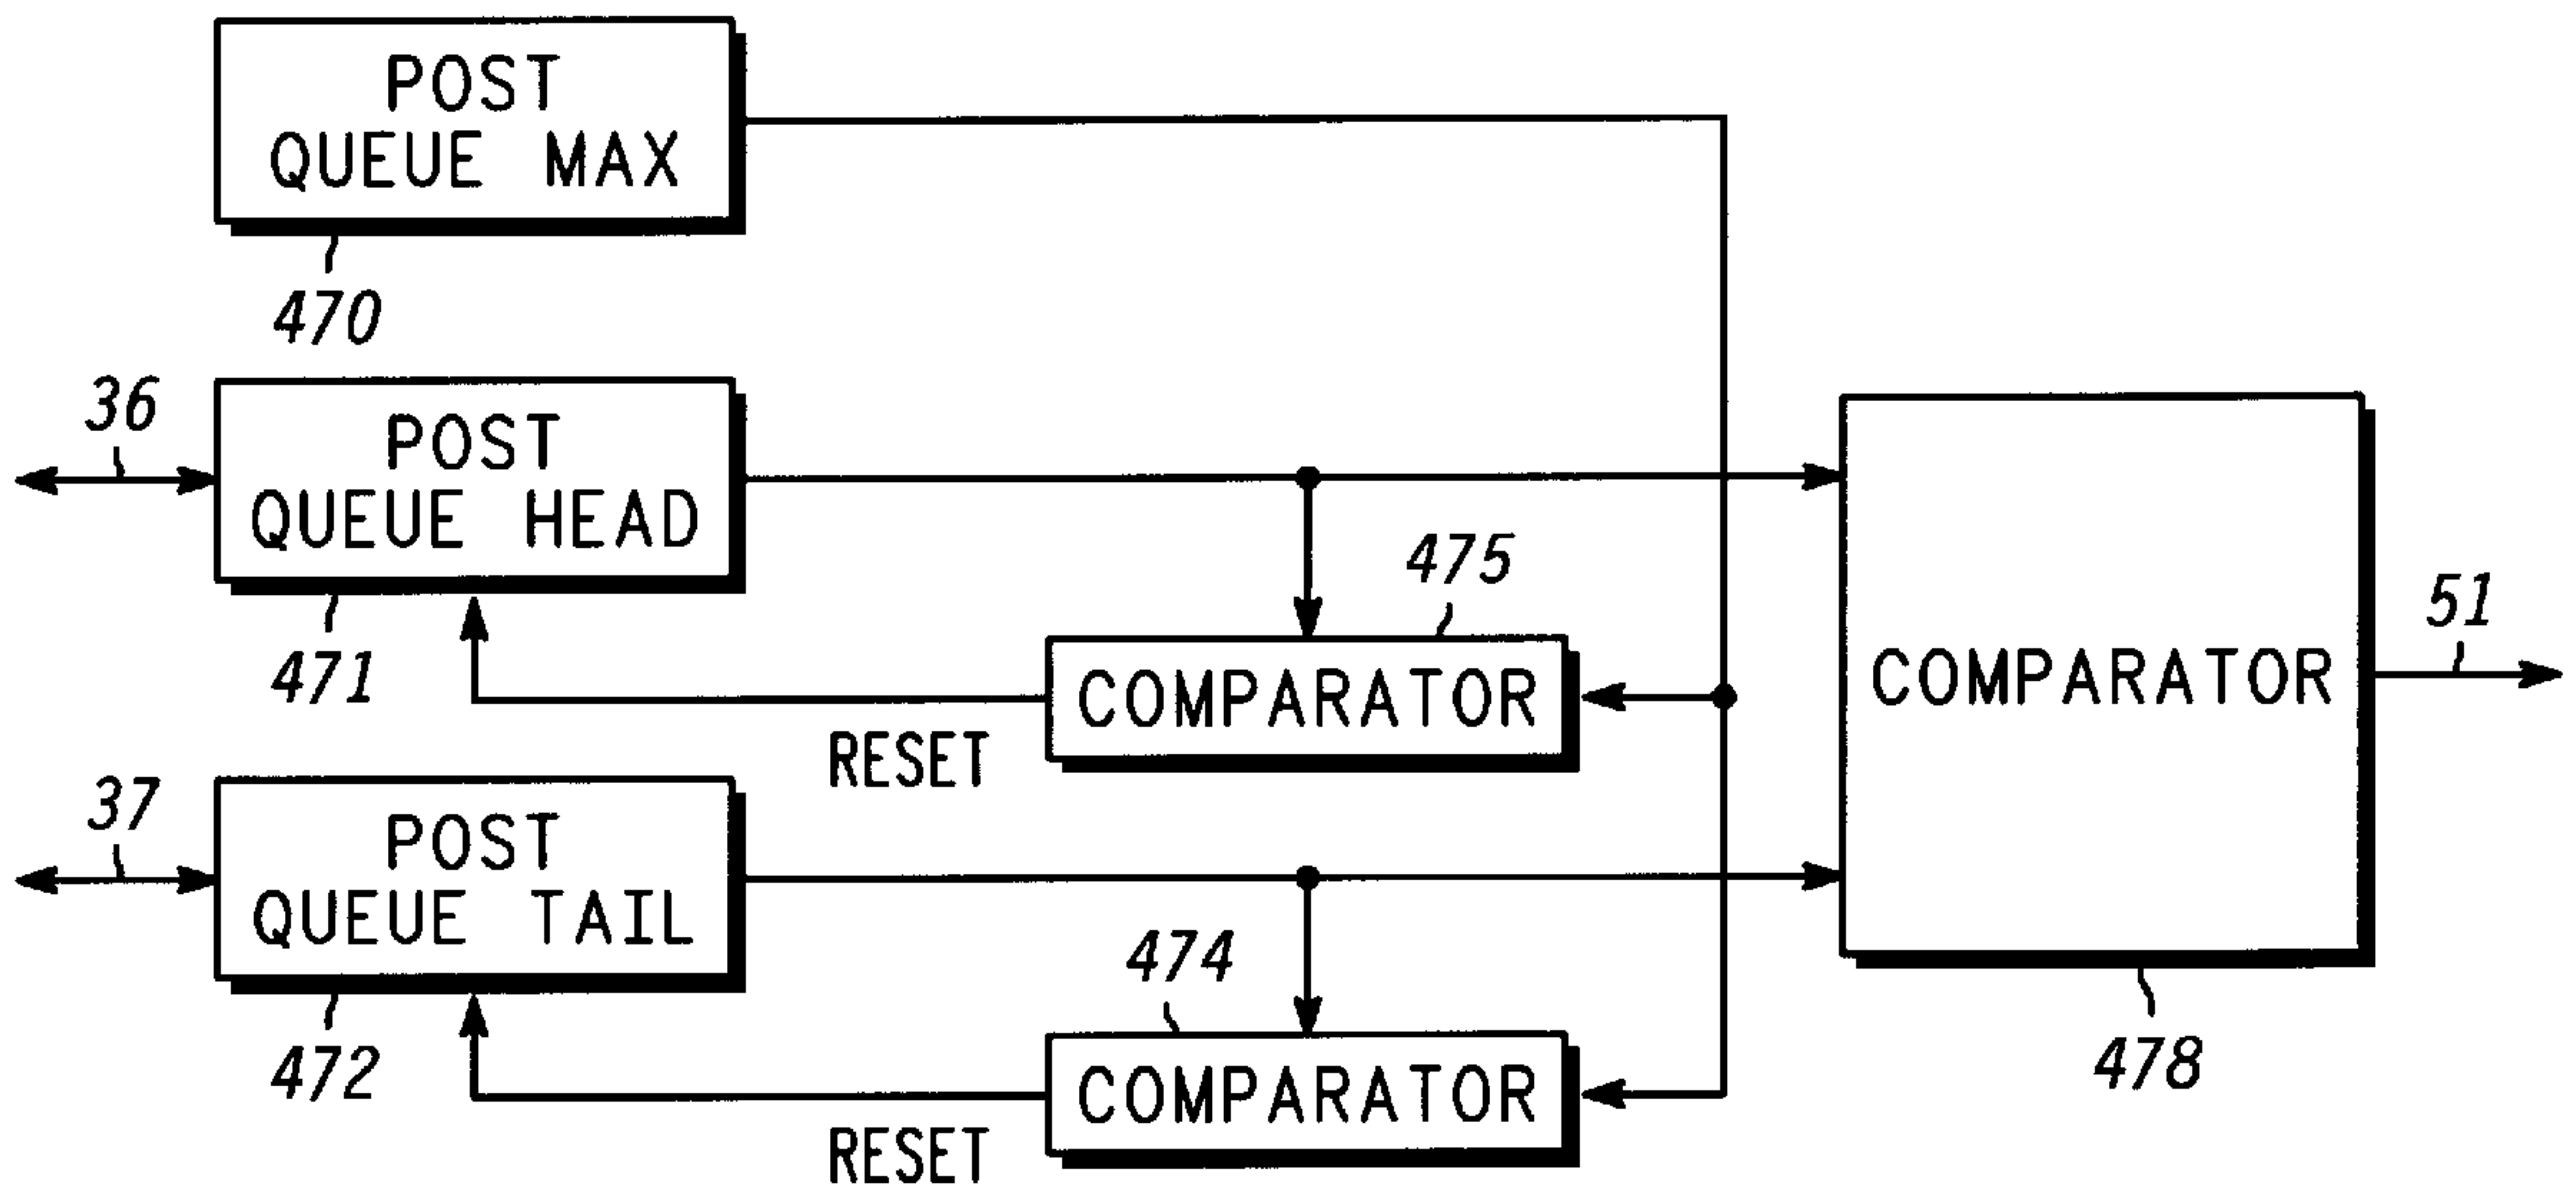 POST
QUEUE MAX
470
36
POST
QUEUE HEAD
471
475
COMPARATOR
RESET
COMPARATOR
51
478
37
POST
QUEUE TAIL
472
474
COMPARATOR
RESET